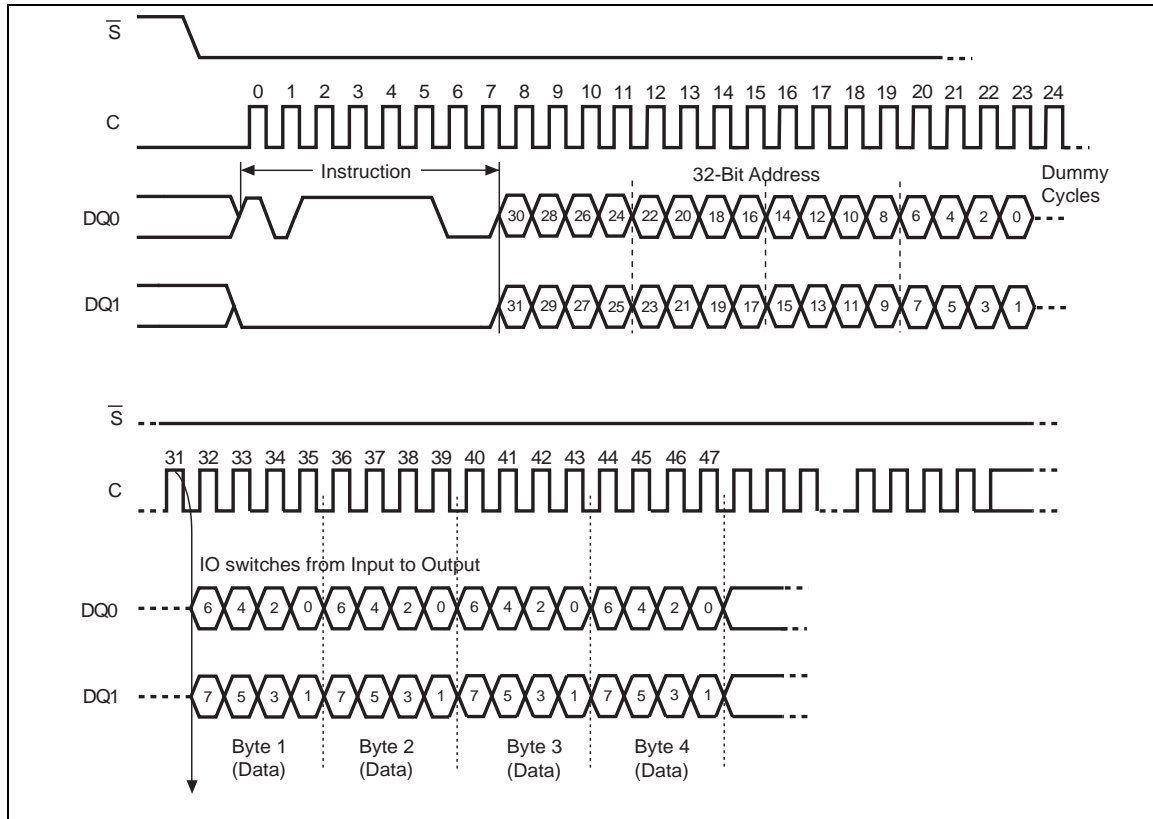 S
0 1 2 3 4 5 6 7 8 9 10 11 12 13 14 15 16 17 18 19 20 21 22 23 24
C
Instruction 32-Bit Address Dummy
Cycles
DQ0 30 28 26 24 22 20 18 16 14 12 10 8 6 4 2 0
DQ1 31 29 27 25 23 21 19 17 15 13 11 9 7 5 3 1
S
31 32 33 34 35 36 37 38 39 40 41 42 43 44 45 46 47
C
IO switches from Input to Output
DQ0 6 4 2 0 6 4 2 0 6 4 2 0 6 4 2 0
DQ1 7 5 3 1 7 5 3 1 7 5 3 1 7 5 3 1
Byte 1 Byte 2 Byte 3 Byte 4
(Data) (Data) (Data) (Data)